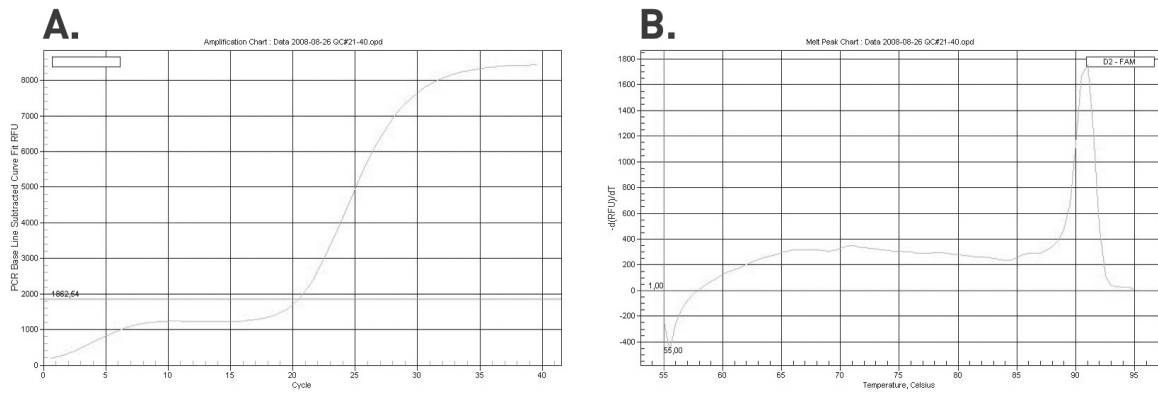 A.
Amplification Chart : Data 2008-08-26 QC#21-40.opd
PCR Base Line Subtracted Curve Fit RFU
8000
7000
6000
5000
4000
3000
2000
1000
0
1862,54
0 5 10 15 20 25 30 35 40
Cycle
B.
Melt Peak Chart : Data 2008-08-26 QC#21-40.opd
D2 - FAM
-d(RFU)/dT
1800
1600
1400
1200
1000
800
600
400
200
0
-200
-400
1,00
55,00
55 60 65 70 75 80 85 90 95
Temperature, Celsius